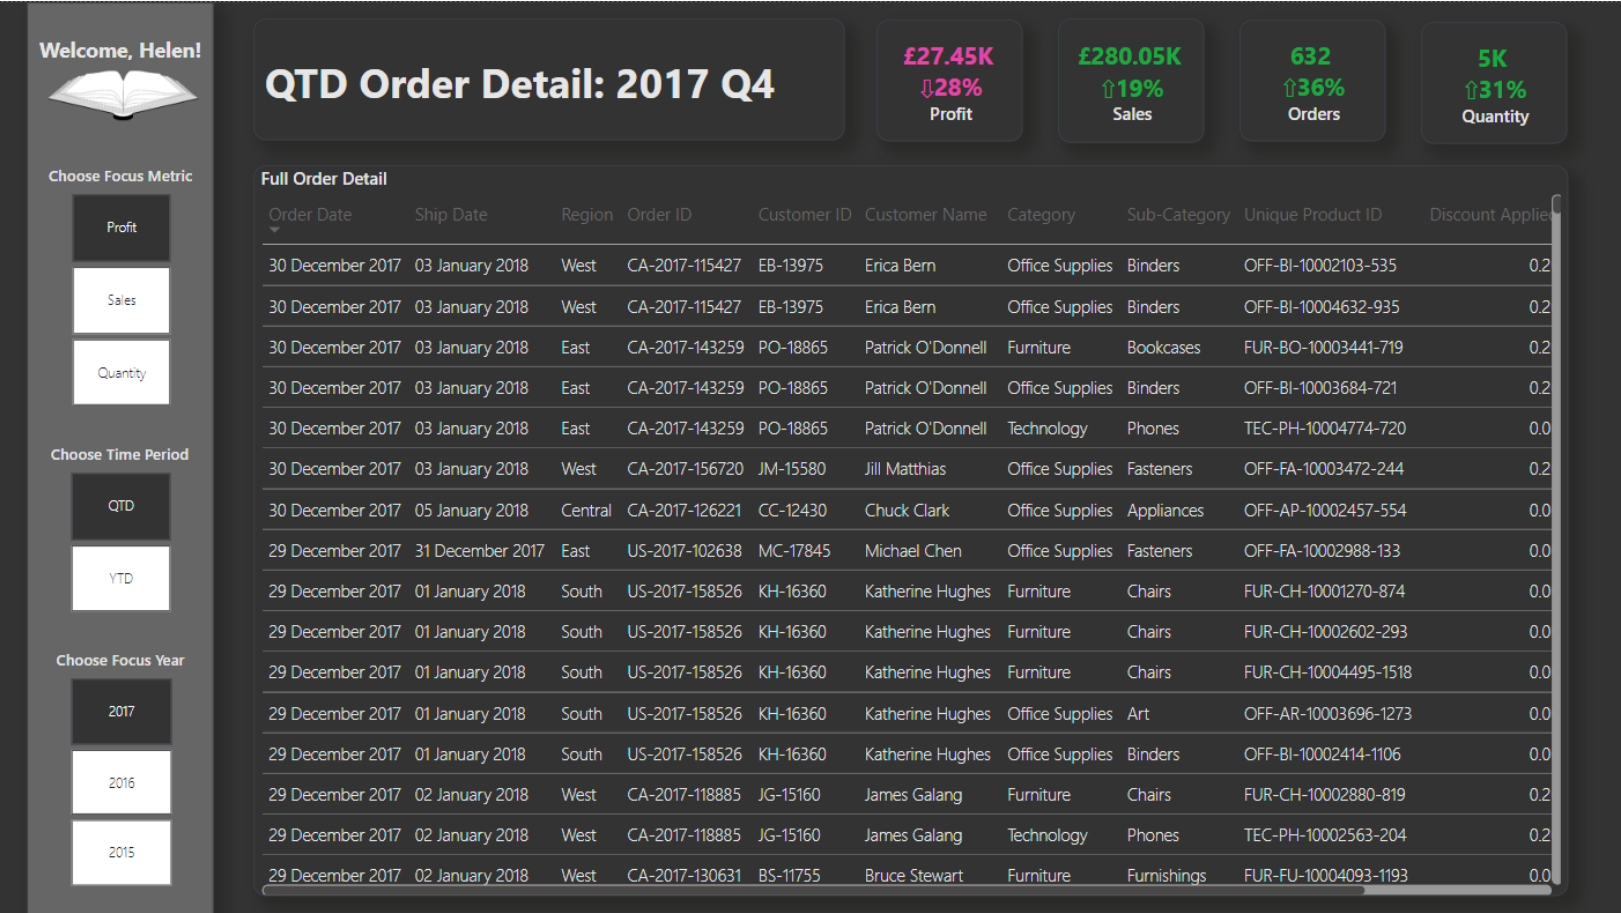 Welcome, Helen!
Choose Focus Metric
Profit
Sales
Quantity
Choose Time Period
QTD
YTD
Choose Focus Year
2017
2016
2015
QTD Order Detail: 2017 Q4
£27.45K
⇩28%
Profit
£280.05K
⇧19%
Sales
632
⇧36%
Orders
5K
⇧31%
Quantity
Full Order Detail
Order Date Ship Date Region Order ID Customer ID Customer Name Category Sub-Category Unique Product ID Discount Applied
30 December 2017 03 January 2018 West CA-2017-115427 EB-13975 Erica Bern Office Supplies Binders OFF-BI-10002103-535 0.2
30 December 2017 03 January 2018 West CA-2017-115427 EB-13975 Erica Bern Office Supplies Binders OFF-BI-10004632-935 0.2
30 December 2017 03 January 2018 East CA-2017-143259 PO-18865 Patrick O'Donnell Furniture Bookcases FUR-BO-10003441-719 0.2
30 December 2017 03 January 2018 East CA-2017-143259 PO-18865 Patrick O'Donnell Office Supplies Binders OFF-BI-10003684-721 0.2
30 December 2017 03 January 2018 East CA-2017-143259 PO-18865 Patrick O'Donnell Technology Phones TEC-PH-10004774-720 0.0
30 December 2017 03 January 2018 West CA-2017-156720 JM-15580 Jill Matthias Office Supplies Fasteners OFF-FA-10003472-244 0.2
30 December 2017 05 January 2018 Central CA-2017-126221 CC-12430 Chuck Clark Office Supplies Appliances OFF-AP-10002457-554 0.0
29 December 2017 31 December 2017 East US-2017-102638 MC-17845 Michael Chen Office Supplies Fasteners OFF-FA-10002988-133 0.0
29 December 2017 01 January 2018 South US-2017-158526 KH-16360 Katherine Hughes Furniture Chairs FUR-CH-10001270-874 0.0
29 December 2017 01 January 2018 South US-2017-158526 KH-16360 Katherine Hughes Furniture Chairs FUR-CH-10002602-293 0.0
29 December 2017 01 January 2018 South US-2017-158526 KH-16360 Katherine Hughes Furniture Chairs FUR-CH-10004495-1518 0.0
29 December 2017 01 January 2018 South US-2017-158526 KH-16360 Katherine Hughes Office Supplies Art OFF-AR-10003696-1273 0.0
29 December 2017 01 January 2018 South US-2017-158526 KH-16360 Katherine Hughes Office Supplies Binders OFF-BI-10002414-1106 0.0
29 December 2017 02 January 2018 West CA-2017-118885 JG-15160 James Galang Furniture Chairs FUR-CH-10002880-819 0.2
29 December 2017 02 January 2018 West CA-2017-118885 JG-15160 James Galang Technology Phones TEC-PH-10002563-204 0.2
29 December 2017 02 January 2018 West CA-2017-130631 BS-11755 Bruce Stewart Furniture Furnishings FUR-FU-10004093-1193 0.0